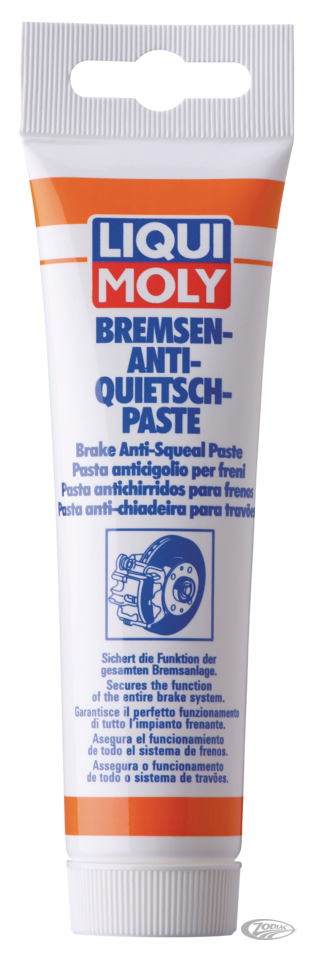 LIQUI
MOLY
BREMSEN-
ANTI-
QUIETSCH-
PASTE
Brake Anti-Squeal Paste
Pasta anticigolio per freni
Pasta antichirridos para frenos
Pasta anti-chiadeira para travões
Sichert die Funktion der
gesamten Bremsanlage.
Secures the function
of the entire brake system.
Garantisce il perfetto funzionamento
di tutto l'impianto frenante.
Asegura el funcionamiento
de todo el sistema de frenos.
Assegura o funcionamento
de todo o sistema de travões.
ZODIAC